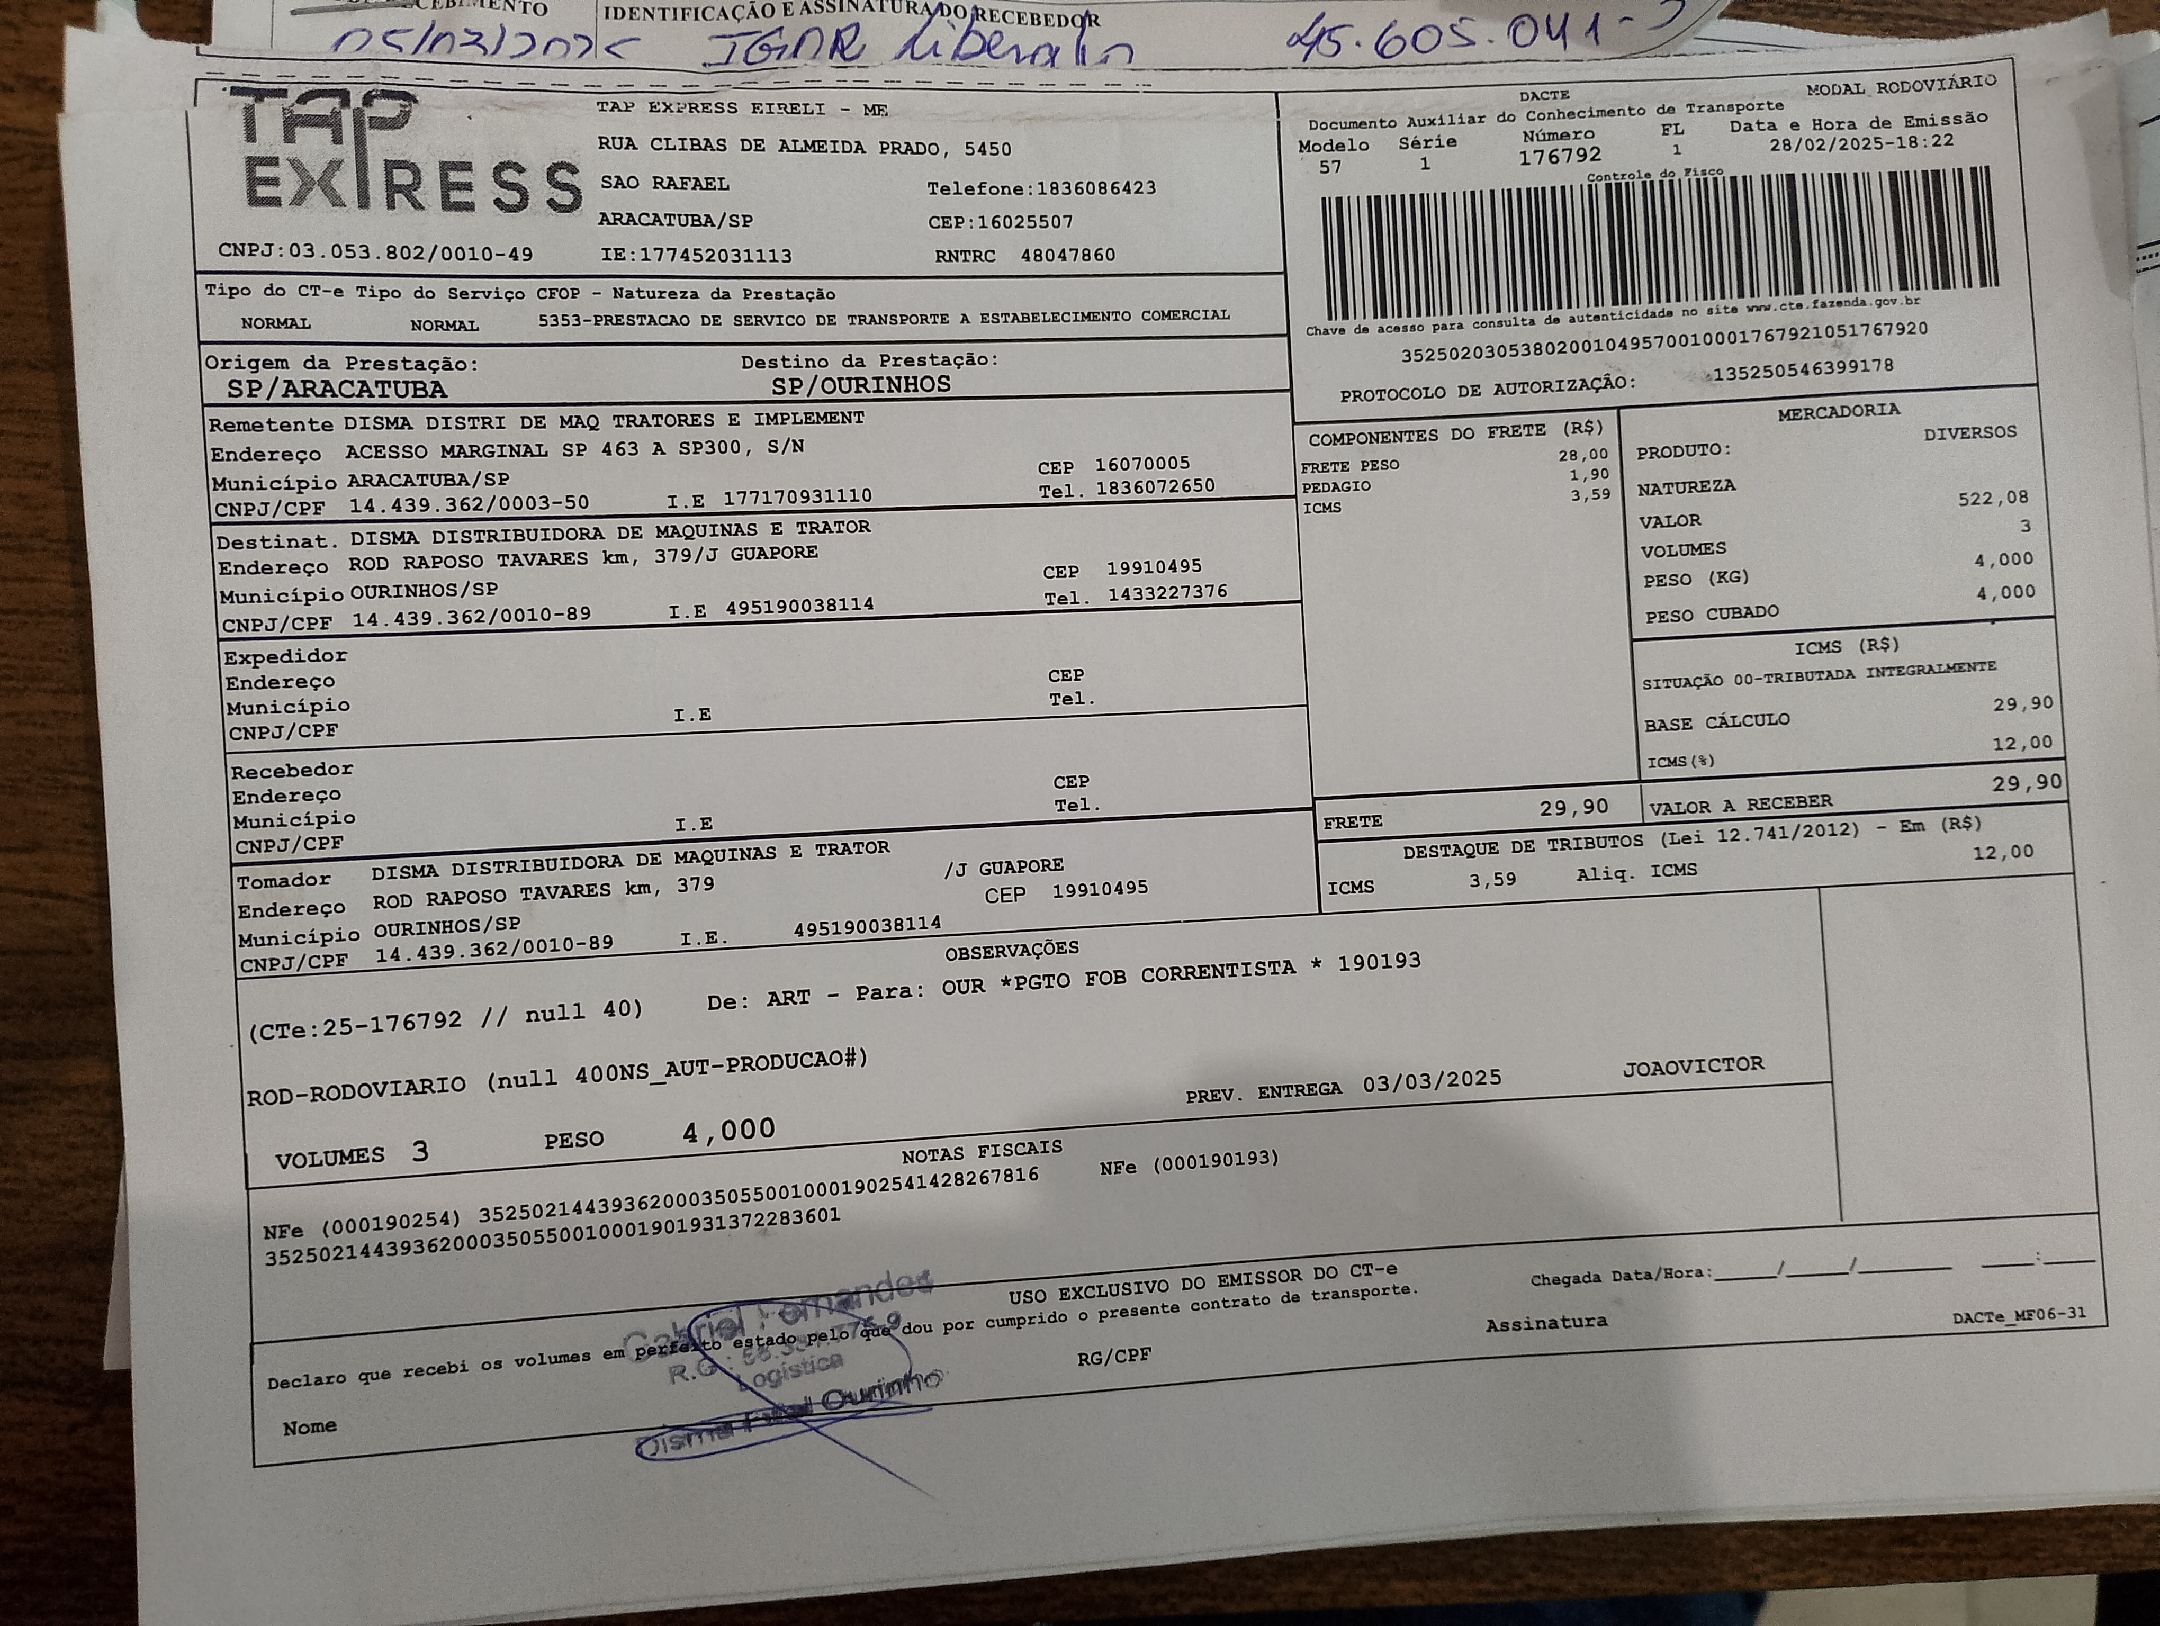 IDENTIFICAÇÃO E ASSINATURA DO RECEBEDOR
45.605.041-
TAP EXPRESS
TAP EXPRESS EIRELI - ME
RUA CLIBAS DE ALMEIDA PRADO, 5450
SAO RAFAEL Telefone:1836086423
ARACATUBA/SP CEP:16025507
CNPJ:03.053.802/0010-49 IE:177452031113 RNTRC 48047860
DACTE MODAL RODOVIÁRIO
Documento Auxiliar do Conhecimento de Transporte
Modelo Série Número FL Data e Hora de Emissão
57 1 176792 1 28/02/2025-18:22
Controle do Fisco
Chave de acesso para consulta de autenticidade no site www.cte.fazenda.gov.br
35250203053802001049570010001767921051767920
PROTOCOLO DE AUTORIZAÇÃO: 135250546399178
Tipo do CT-e Tipo do Serviço CFOP - Natureza da Prestação
NORMAL NORMAL 5353-PRESTACAO DE SERVICO DE TRANSPORTE A ESTABELECIMENTO COMERCIAL
Origem da Prestação: Destino da Prestação:
SP/ARACATUBA SP/OURINHOS
Remetente DISMA DISTRI DE MAQ TRATORES E IMPLEMENT
Endereço ACESSO MARGINAL SP 463 A SP300, S/N
Município ARACATUBA/SP CEP 16070005
CNPJ/CPF 14.439.362/0003-50 I.E 177170931110 Tel. 1836072650
Destinat. DISMA DISTRIBUIDORA DE MAQUINAS E TRATOR
Endereço ROD RAPOSO TAVARES km, 379/J GUAPORE
Município OURINHOS/SP CEP 19910495
CNPJ/CPF 14.439.362/0010-89 I.E 495190038114 Tel. 1433227376
Expedidor
Endereço CEP
Município Tel.
CNPJ/CPF I.E
Recebedor
Endereço CEP
Município Tel.
CNPJ/CPF I.E
Tomador DISMA DISTRIBUIDORA DE MAQUINAS E TRATOR
Endereço ROD RAPOSO TAVARES km, 379 /J GUAPORE
Município OURINHOS/SP CEP 19910495
CNPJ/CPF 14.439.362/0010-89 I.E. 495190038114
COMPONENTES DO FRETE (R$)
FRETE PESO 28,00
PEDAGIO 1,90
ICMS 3,59
MERCADORIA
PRODUTO: DIVERSOS
NATUREZA
VALOR 522,08
VOLUMES 3
PESO (KG) 4,000
PESO CUBADO 4,000
ICMS (R$)
SITUAÇÃO 00-TRIBUTADA INTEGRALMENTE
BASE CÁLCULO 29,90
ICMS(%) 12,00
FRETE 29,90 VALOR A RECEBER 29,90
DESTAQUE DE TRIBUTOS (Lei 12.741/2012) - Em (R$)
ICMS 3,59 Aliq. ICMS 12,00
OBSERVAÇÕES
(CTe:25-176792 // null 40) De: ART - Para: OUR *PGTO FOB CORRENTISTA * 190193
ROD-RODOVIARIO (null 400NS_AUT-PRODUCAO#)
PREV. ENTREGA 03/03/2025 JOAOVICTOR
VOLUMES 3 PESO 4,000
NOTAS FISCAIS
NFe (000190254) 35250214439362000350550010001902541428267816 NFe (000190193)
35250214439362000350550010001901931372283601
USO EXCLUSIVO DO EMISSOR DO CT-e
Chegada Data/Hora:_____/_____/_______ ____:____
Declaro que recebi os volumes em perfeito estado pelo que dou por cumprido o presente contrato de transporte.
Nome RG/CPF Assinatura DACTe_MF06-31
Gabriel Fernandes
R.G.:
Logística
Disma Filial Ourinho